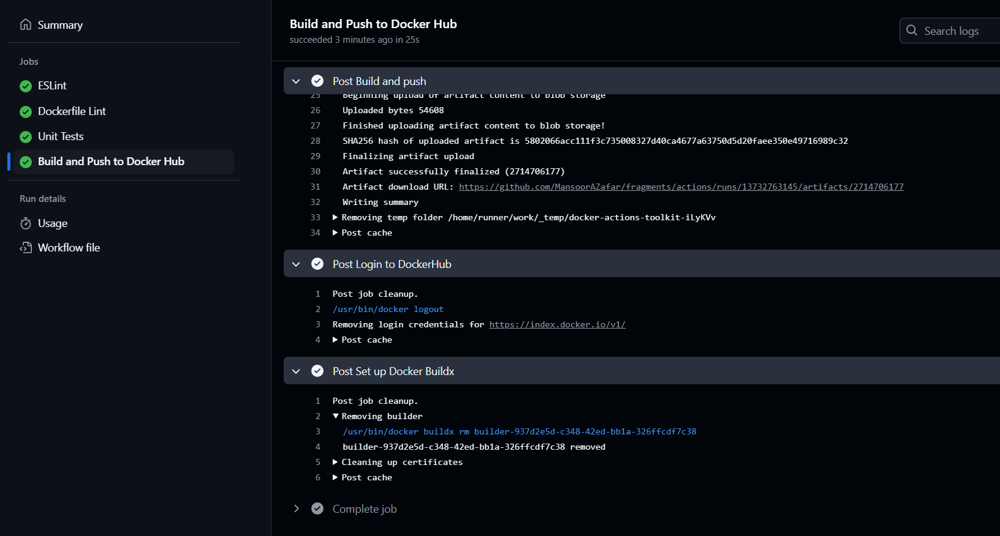 Summary
Jobs
ESLint
Dockerfile Lint
Unit Tests
Build and Push to Docker Hub
Run details
Usage
Workflow file
Build and Push to Docker Hub
succeeded 3 minutes ago in 25s
Search logs
Post Build and push
25 Beginning upload of artifact content to blob storage
26 Uploaded bytes 54608
27 Finished uploading artifact content to blob storage!
28 SHA256 hash of uploaded artifact is 5802066acc111f3c735008327d40ca4677a63750d5d20faee350e49716989c32
29 Finalizing artifact upload
30 Artifact successfully finalized (2714706177)
31 Artifact download URL: https://github.com/MansoorAZafar/fragments/actions/runs/13732763145/artifacts/2714706177
32 Writing summary
33 Removing temp folder /home/runner/work/_temp/docker-actions-toolkit-iLyKVv
34 Post cache
Post Login to DockerHub
1 Post job cleanup.
2 /usr/bin/docker logout
3 Removing login credentials for https://index.docker.io/v1/
4 Post cache
Post Set up Docker Buildx
1 Post job cleanup.
2 Removing builder
3 /usr/bin/docker buildx rm builder-937d2e5d-c348-42ed-bb1a-326ffcdf7c38
4 builder-937d2e5d-c348-42ed-bb1a-326ffcdf7c38 removed
5 Cleaning up certificates
6 Post cache
Complete job